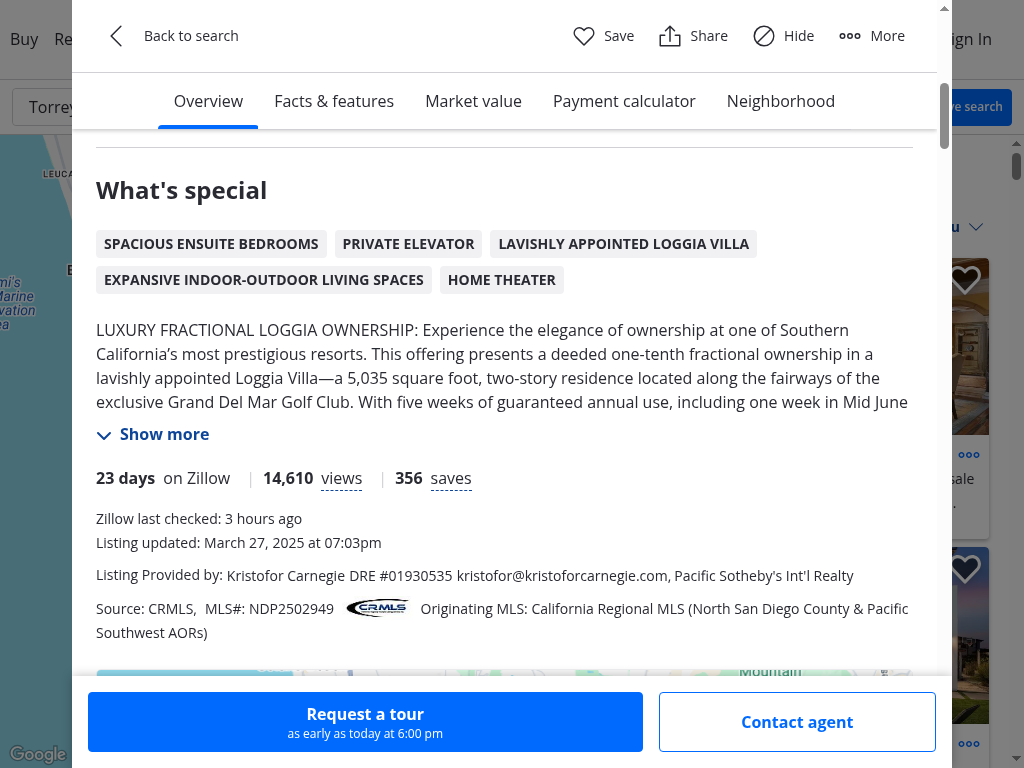 Back to search
Save
Share
Hide
More
Buy
Re
ign In
Torrey
ve search
Overview
Facts & features
Market value
Payment calculator
Neighborhood
LEUCA
What's special
SPACIOUS ENSUITE BEDROOMS
PRIVATE ELEVATOR
LAVISHLY APPOINTED LOGGIA VILLA
EXPANSIVE INDOOR-OUTDOOR LIVING SPACES
HOME THEATER
LUXURY FRACTIONAL LOGGIA OWNERSHIP: Experience the elegance of ownership at one of Southern
California’s most prestigious resorts. This offering presents a deeded one-tenth fractional ownership in a
lavishly appointed Loggia Villa—a 5,035 square foot, two-story residence located along the fairways of the
exclusive Grand Del Mar Golf Club. With five weeks of guaranteed annual use, including one week in Mid June
Show more
23 days on Zillow
14,610 views
356 saves
Zillow last checked: 3 hours ago
Listing updated: March 27, 2025 at 07:03pm
Listing Provided by: Kristofor Carnegie DRE #01930535 kristofor@kristoforcarnegie.com, Pacific Sotheby's Int'l Realty
Source: CRMLS, MLS#: NDP2502949 CRMLS Originating MLS: California Regional MLS (North San Diego County & Pacific
Southwest AORs)
Mountain
Request a tour
as early as today at 6:00 pm
Contact agent
u
mi's
Marine
vation
ea
sale
Google